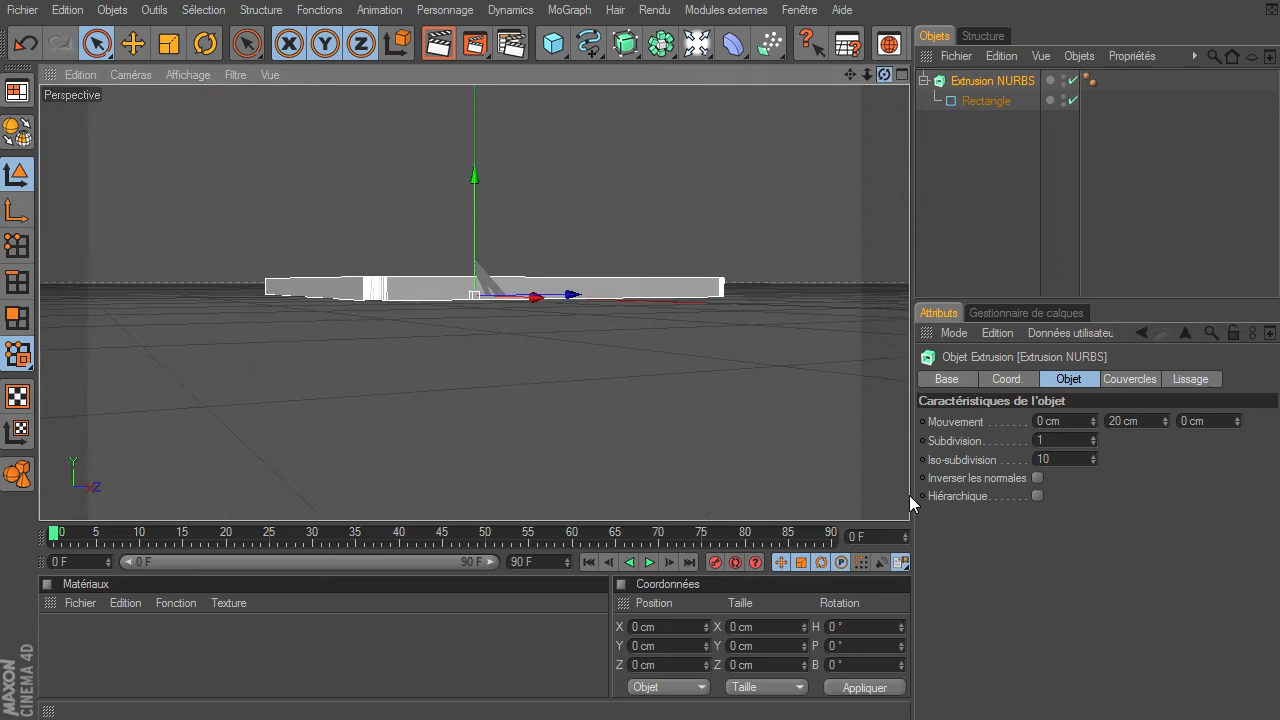 Fichier Edition Objets Outils Sélection Structure Fonctions Animation Personnage Dynamics MoGraph Hair Rendu Modules externes Fenêtre Aide
Objets Structure
Fichier Edition Vue Objets Propriétés
Edition Caméras Affichage Filtre Vue
Perspective
Extrusion NURBS
Rectangle
Y
Z
Attributs Gestionnaire de calques
Mode Edition Données utilisateu
Objet Extrusion [Extrusion NURBS]
Base Coord. Objet Couvercles Lissage
Caractéristiques de l'objet
Mouvement . . . . . . . 0 cm 20 cm 0 cm
Subdivision. . . . . . . 1
Iso-subdivision . . . . . 10
Inverser les normales
Hiérarchique. . . . . . .
0 5 10 15 20 25 30 35 40 45 50 55 60 65 70 75 80 85 90 0 F
0 F 0 F 90 F 90 F
Matériaux
Fichier Edition Fonction Texture
Coordonnées
Position Taille Rotation
X 0 cm X 0 cm H 0 °
Y 0 cm Y 0 cm P 0 °
Z 0 cm Z 0 cm B 0 °
Objet Taille Appliquer
MAXON
CINEMA 4D